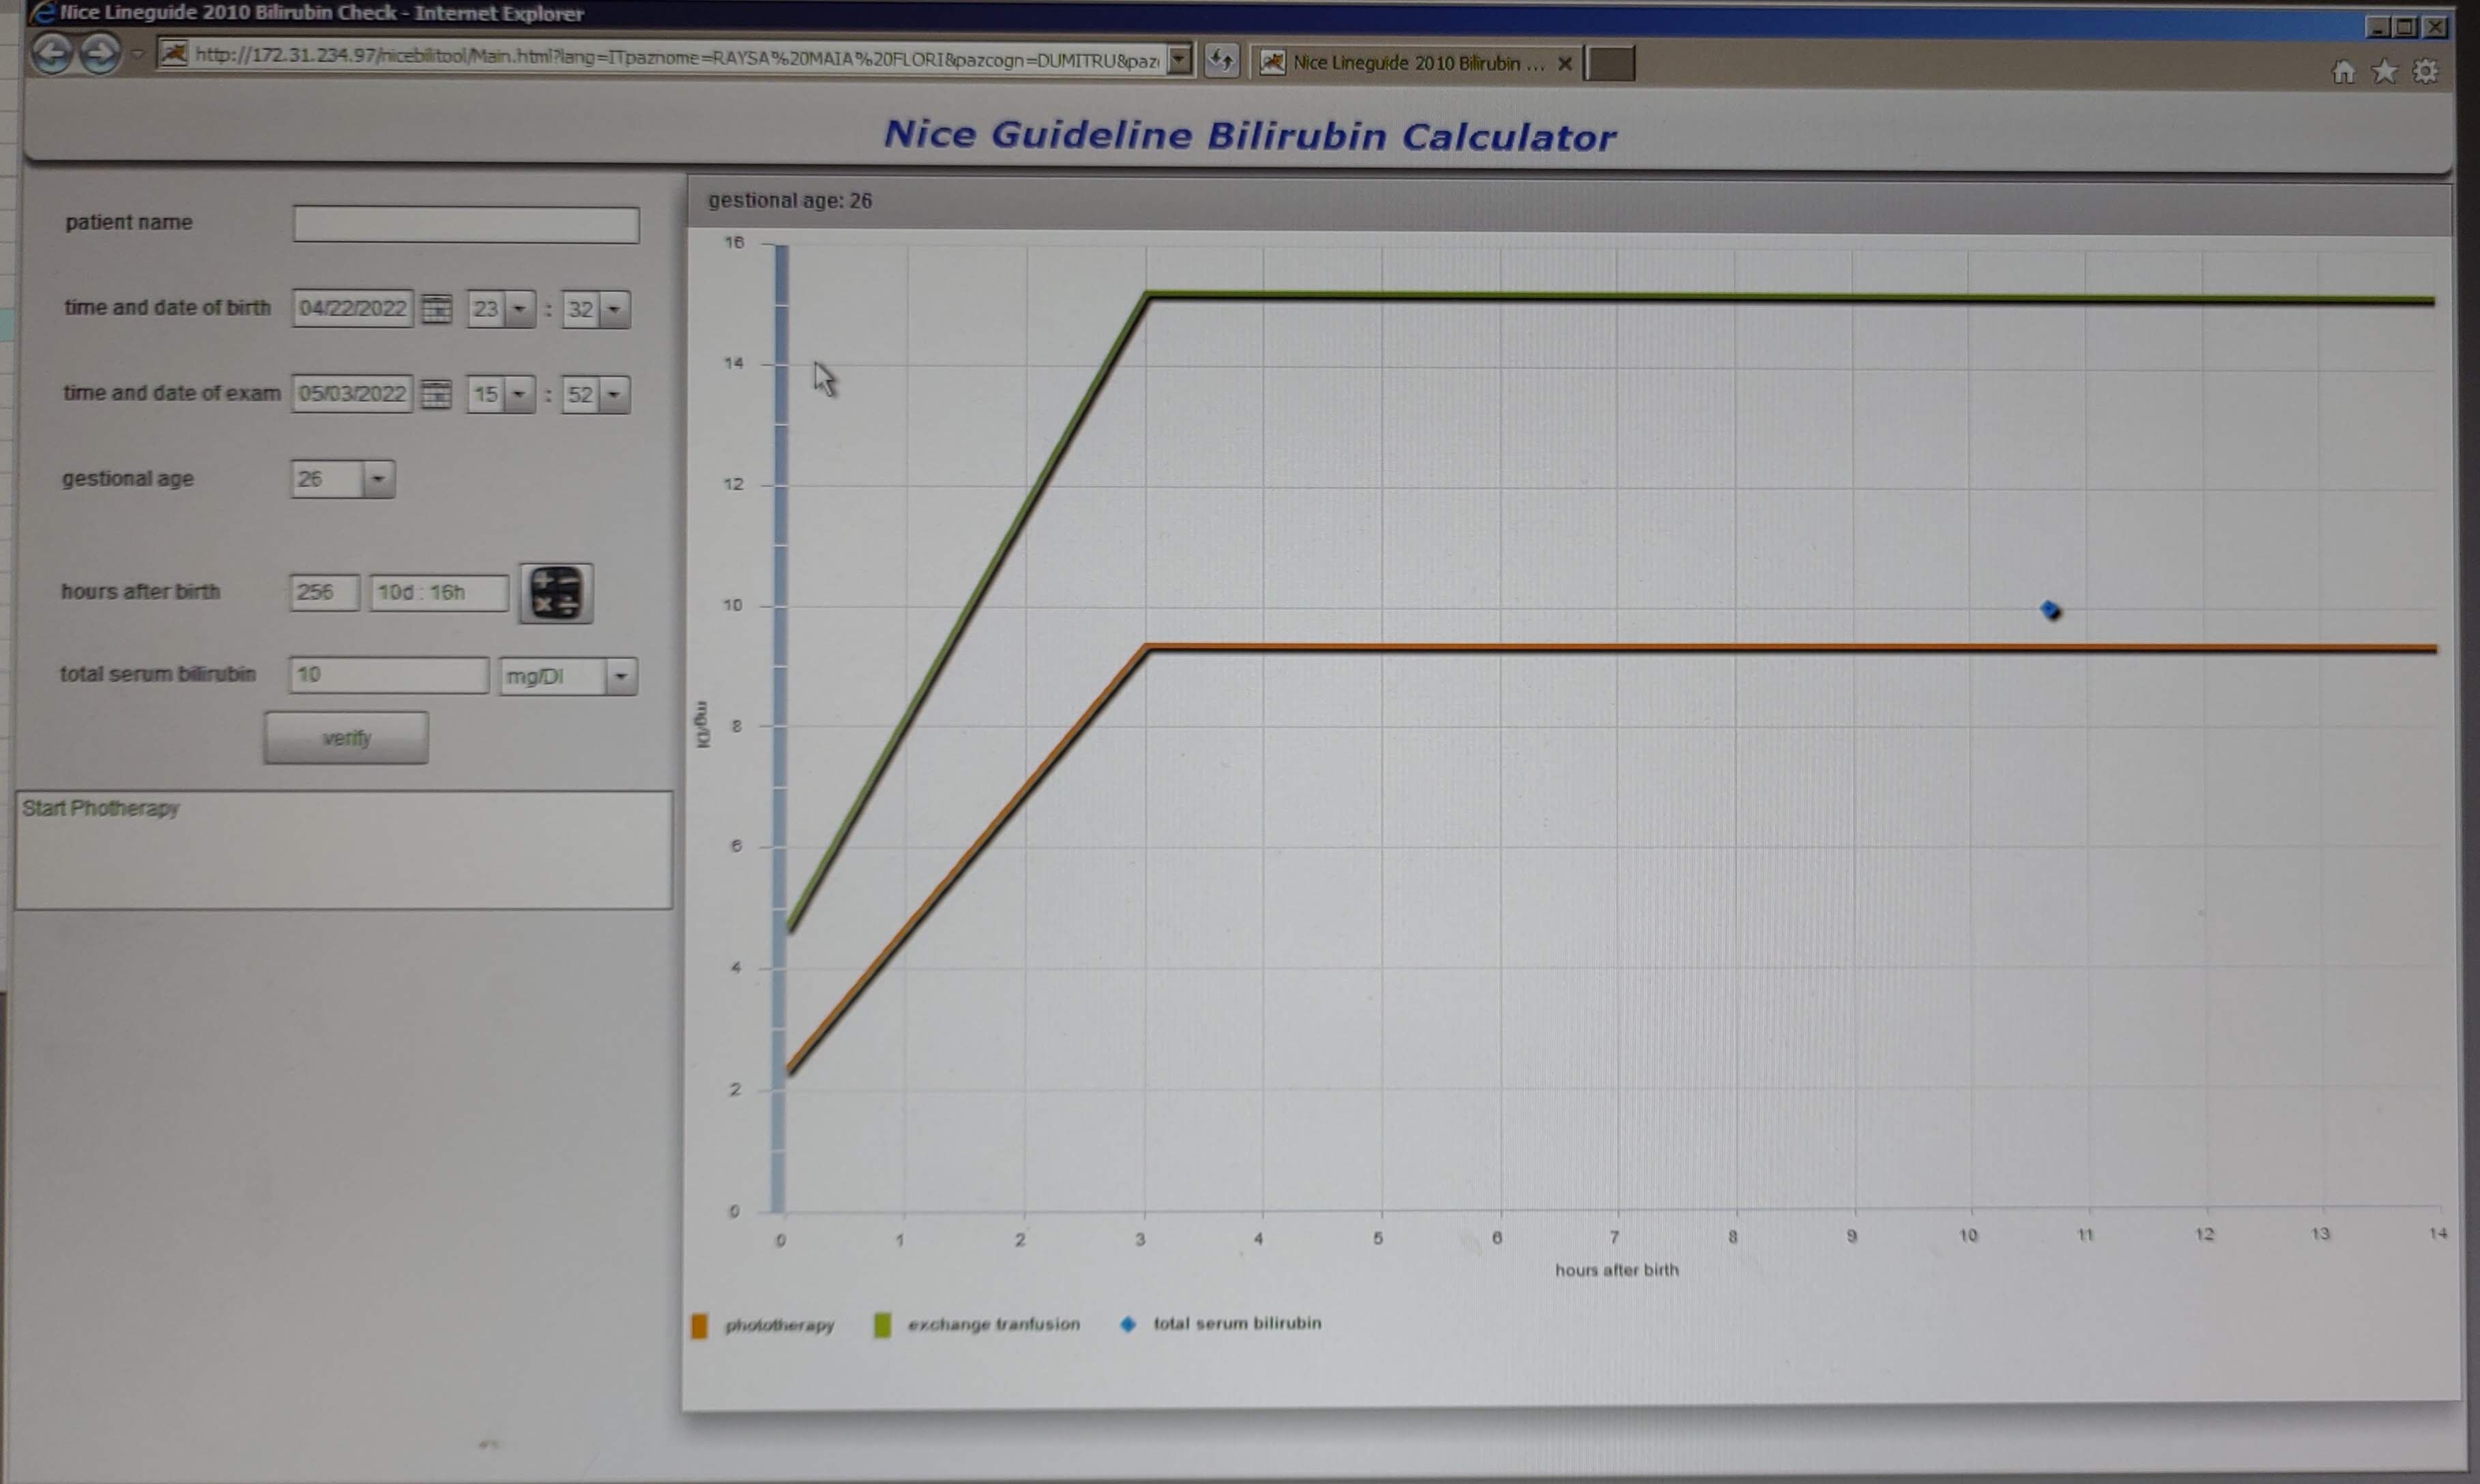 Nice Lineguide 2010 Bilirubin Check - Internet Explorer
http://172.31.234.97/nicebilitool/Main.html?lang=ITpaznome=RAYSA%20MAIA%20FLORI&pazcogn=DUMITRU&paz
Nice Lineguide 2010 Bilirubin ...
Nice Guideline Bilirubin Calculator
patient name
time and date of birth 04/22/2022 23 : 32
time and date of exam 05/03/2022 15 : 52
gestional age 26
hours after birth 256 10d : 16h
total serum bilirubin 10 mg/Dl
verify
Start Photherapy
gestional age: 26
16
14
12
10
8
6
4
2
0
mg/Dl
0 1 2 3 4 5 6 7 8 9 10 11 12 13 14
hours after birth
phototherapy exchange tranfusion total serum bilirubin